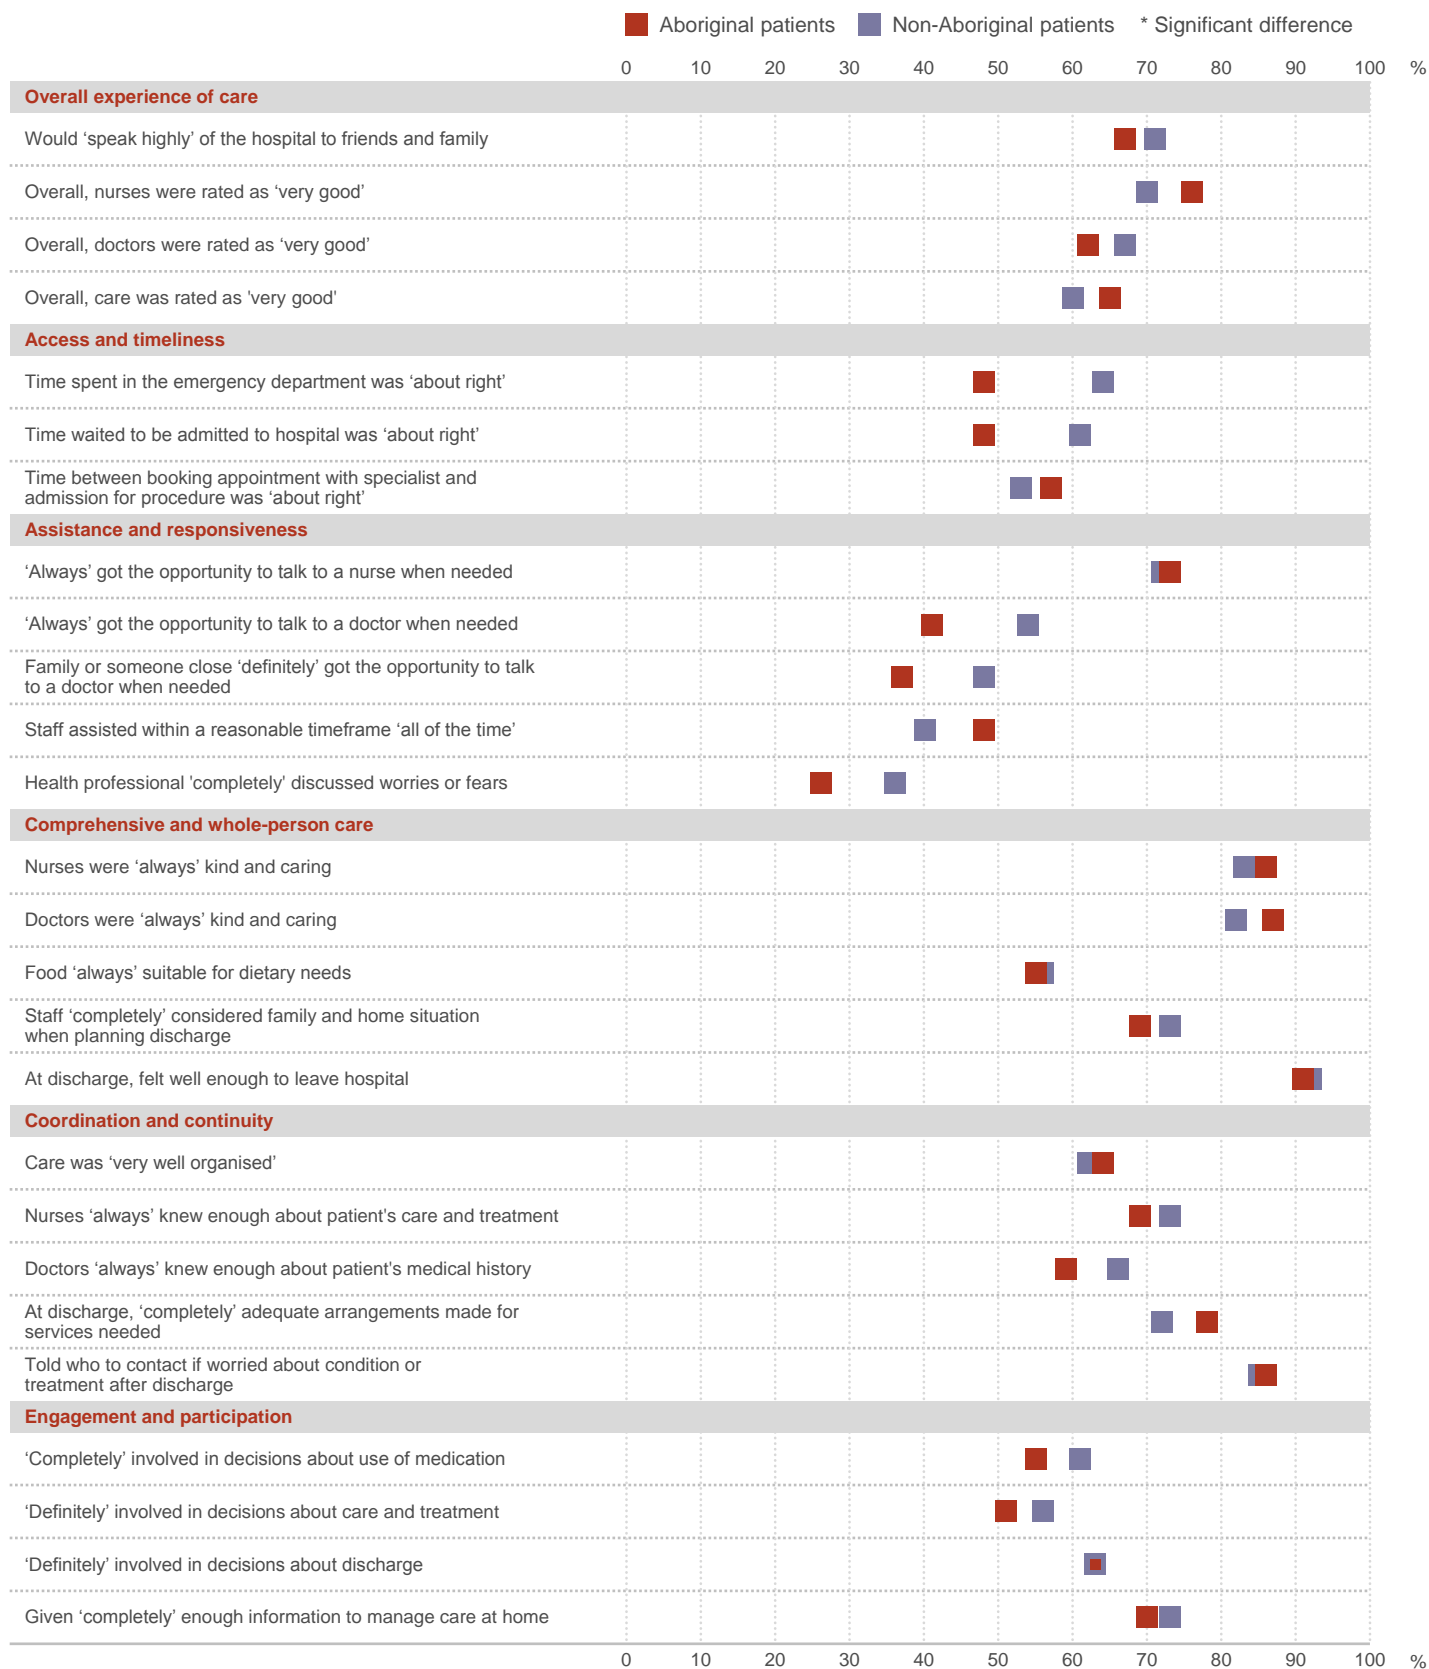 Aboriginal patients Non-Aboriginal patients * Significant difference
0 10 20 30 40 50 60 70 80 90 100 %
Overall experience of care
Would ‘speak highly’ of the hospital to friends and family
Overall, nurses were rated as ‘very good’
Overall, doctors were rated as ‘very good’
Overall, care was rated as 'very good'
Access and timeliness
Time spent in the emergency department was ‘about right’
Time waited to be admitted to hospital was ‘about right’
Time between booking appointment with specialist and
admission for procedure was ‘about right’
Assistance and responsiveness
‘Always’ got the opportunity to talk to a nurse when needed
‘Always’ got the opportunity to talk to a doctor when needed
Family or someone close ‘definitely’ got the opportunity to talk
to a doctor when needed
Staff assisted within a reasonable timeframe ‘all of the time’
Health professional 'completely' discussed worries or fears
Comprehensive and whole-person care
Nurses were ‘always’ kind and caring
Doctors were ‘always’ kind and caring
Food ‘always’ suitable for dietary needs
Staff ‘completely’ considered family and home situation
when planning discharge
At discharge, felt well enough to leave hospital
Coordination and continuity
Care was ‘very well organised’
Nurses ‘always’ knew enough about patient's care and treatment
Doctors ‘always’ knew enough about patient's medical history
At discharge, ‘completely’ adequate arrangements made for
services needed
Told who to contact if worried about condition or
treatment after discharge
Engagement and participation
‘Completely’ involved in decisions about use of medication
‘Definitely’ involved in decisions about care and treatment
‘Definitely’ involved in decisions about discharge
Given ‘completely’ enough information to manage care at home
0 10 20 30 40 50 60 70 80 90 100 %